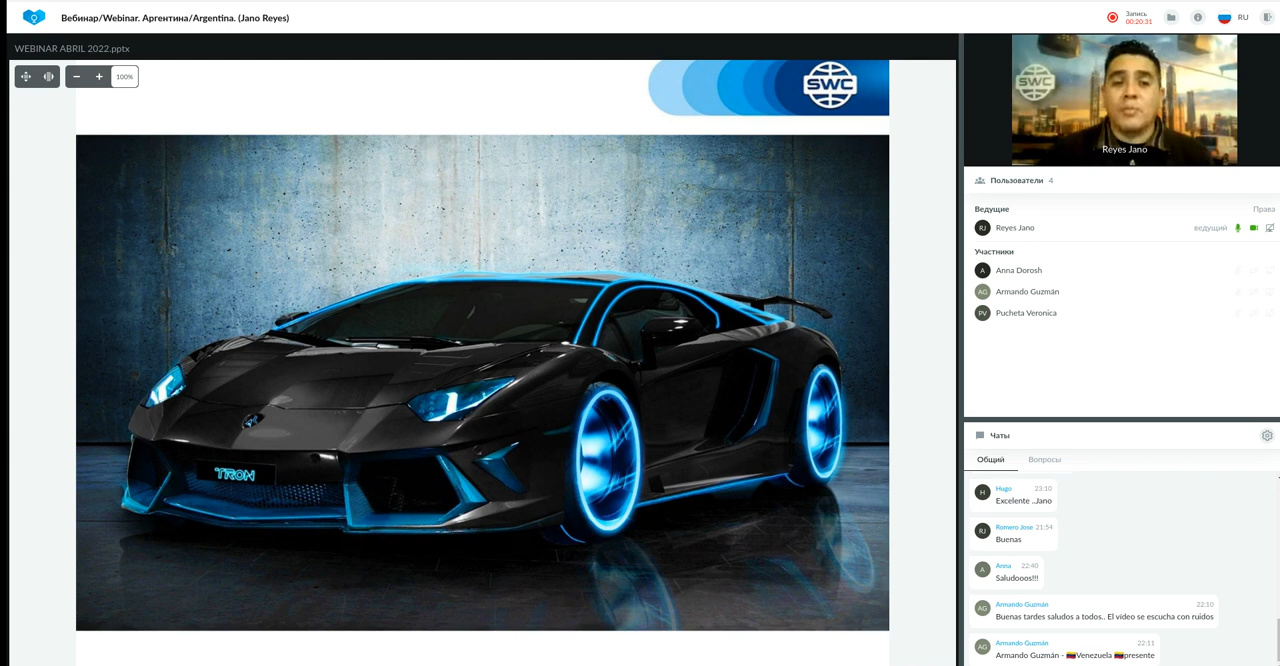 Вебинар/Webinar. Аргентина/Argentina. (Jano Reyes)
Запись
00:20:31
RU
WEBINAR ABRIL 2022.pptx
100%
SWC
TRON
SWC
Reyes Jano
Пользователи 4
Ведущие
Права
RJ
Reyes Jano
ведущий
Участники
A
Anna Dorosh
AG
Armando Guzmán
PV
Pucheta Veronica
Чаты
Общий
Вопросы
H
Hugo
23:10
Excelente ..Jano
RJ
Romero Jose
21:54
Buenas
A
Anna
22:40
Saludooos!!!
AG
Armando Guzmán
22:10
Buenas tardes saludos a todos.. El video se escucha con ruidos
AG
Armando Guzmán
22:11
Armando Guzmán - 🇻🇪Venezuela 🇻🇪presente